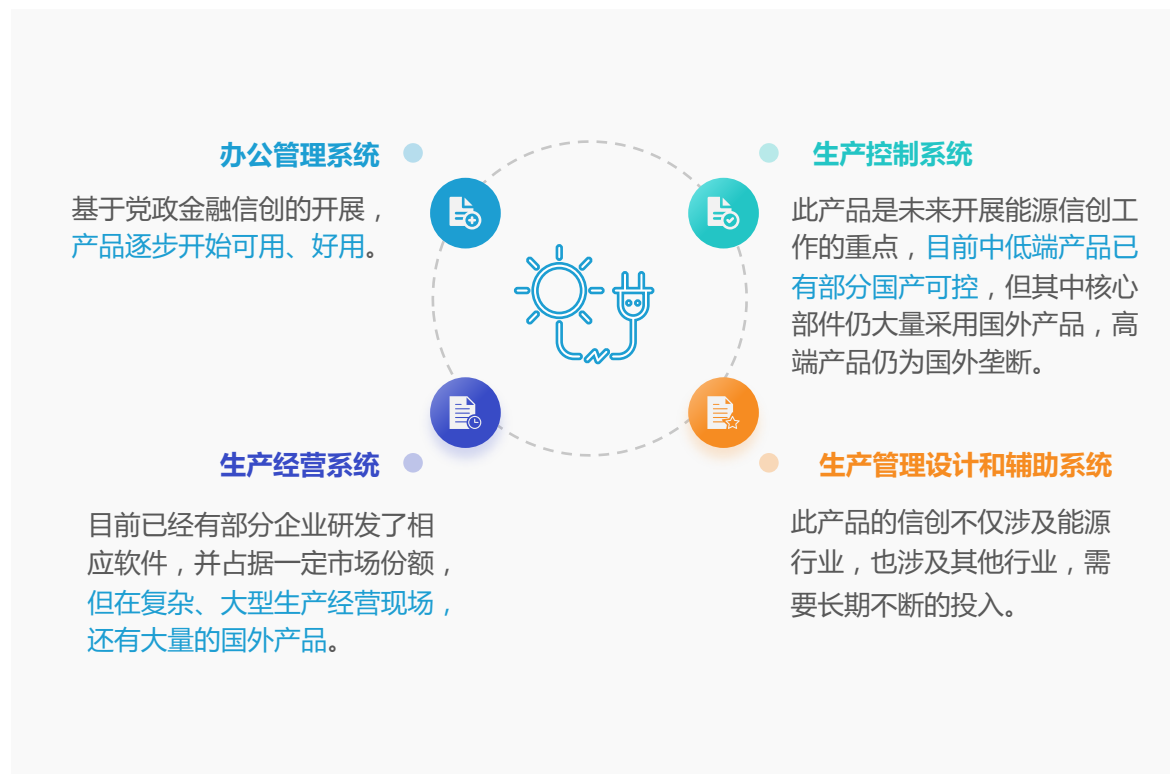 办公管理系统
基于党政金融信创的开展，
产品逐步开始可用、好用。
生产控制系统
此产品是未来开展能源信创工
作的重点，目前中低端产品已
有部分国产可控，但其中核心
部件仍大量采用国外产品，高
端产品仍为国外垄断。
生产经营系统
目前已经有部分企业研发了相
应软件，并占据一定市场份额，
但在复杂、大型生产经营现场，
还有大量的国外产品。
生产管理设计和辅助系统
此产品的信创不仅涉及能源
行业，也涉及其他行业，需
要长期不断的投入。